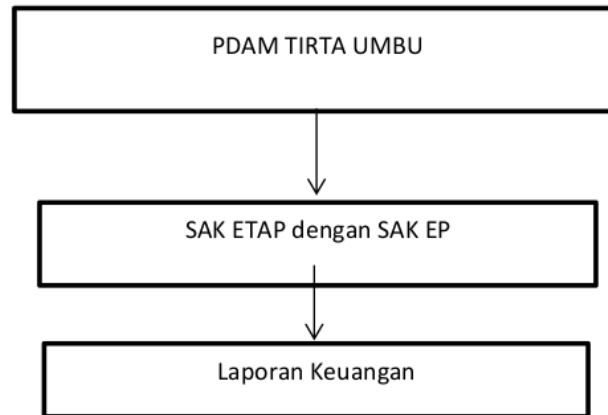 PDAM TIRTA UMBU
SAK ETAP dengan SAK EP
Laporan Keuangan